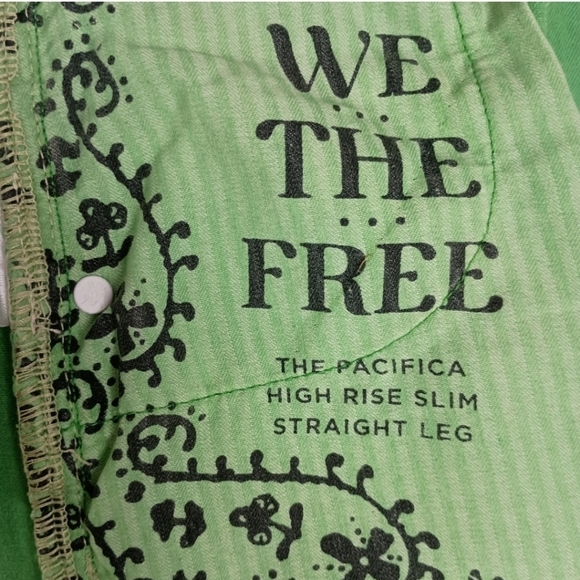 WE
THE
FREE
THE PACIFICA
HIGH RISE SLIM
STRAIGHT LEG